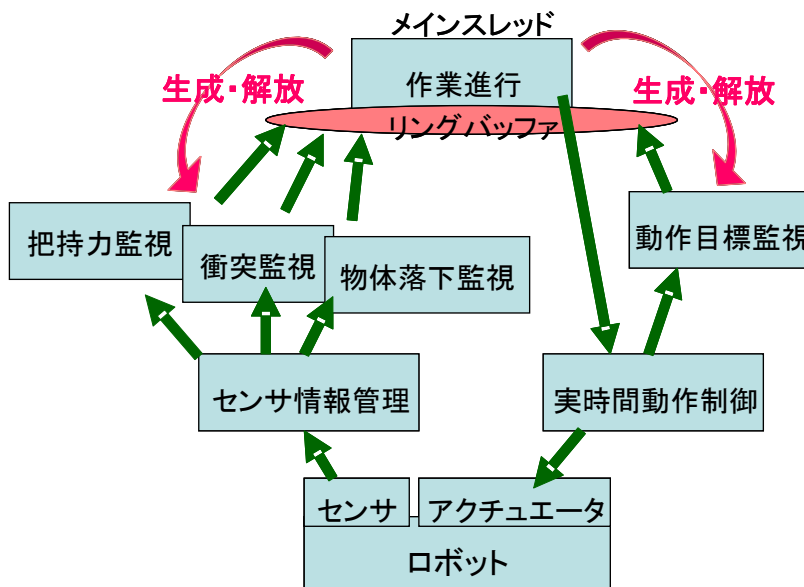 メインスレッド
作業進行
リングバッファ
生成・解放
生成・解放
把持力監視
衝突監視
物体落下監視
動作目標監視
センサ情報管理
実時間動作制御
センサ
アクチュエータ
ロボット